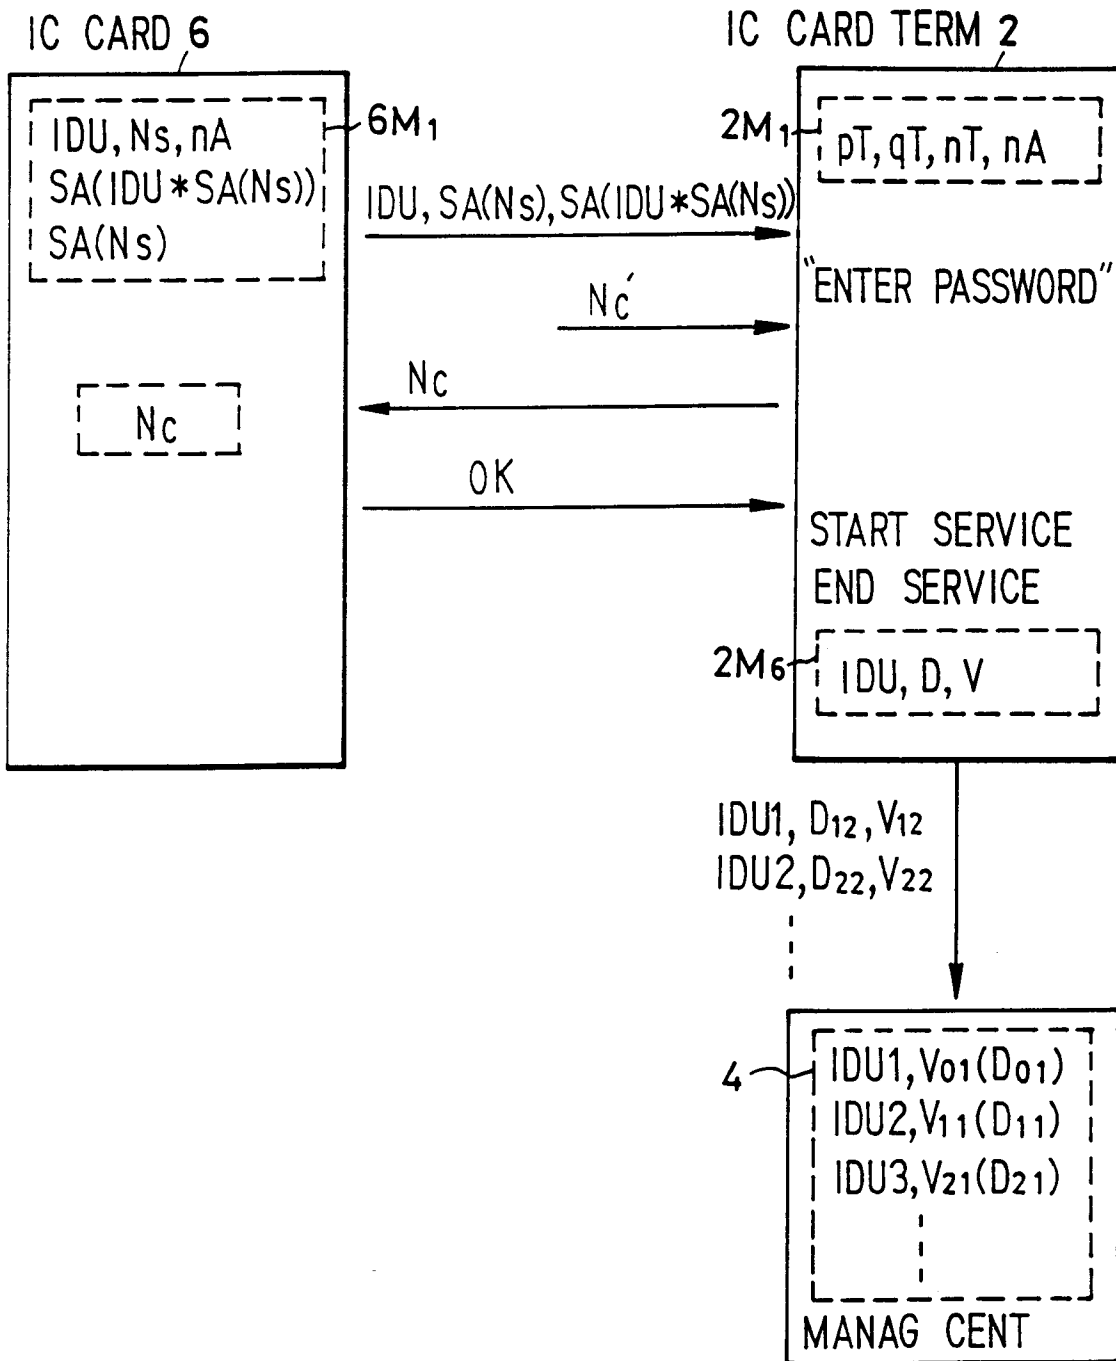 IC CARD 6
IC CARD TERM 2
IDU, Ns, nA
SA(IDU*SA(Ns))
SA(Ns)
6M1
2M1
pT, qT, nT, nA
IDU, SA(Ns), SA(IDU*SA(Ns))
"ENTER PASSWORD"
Nc′
Nc
Nc
OK
START SERVICE
END SERVICE
2M6
IDU, D, V
IDU1, D12, V12
IDU2, D22, V22
4
IDU1, V01(D01)
IDU2, V11(D11)
IDU3, V21(D21)
MANAG CENT